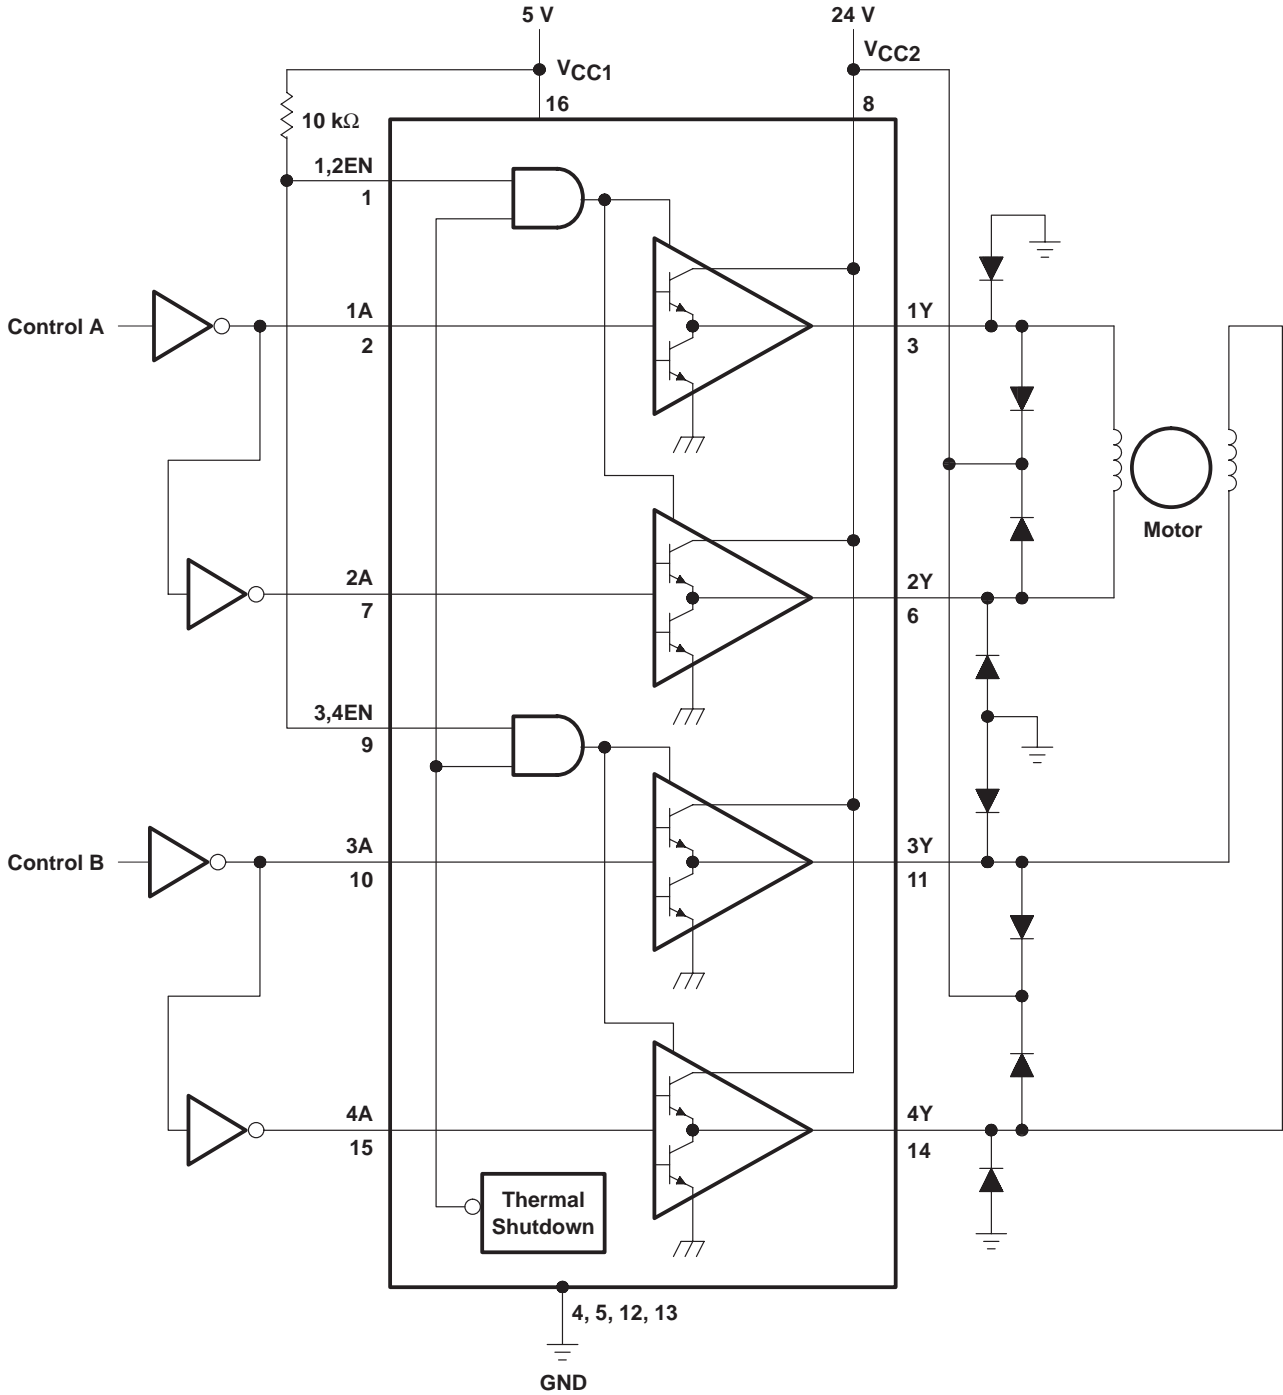 5 V
24 V
VCC1
VCC2
16
8
10 kΩ
1,2EN
1
Control A
1A
2
1Y
3
Motor
2A
7
2Y
6
3,4EN
9
Control B
3A
10
3Y
11
4A
15
4Y
14
Thermal
Shutdown
4, 5, 12, 13
GND